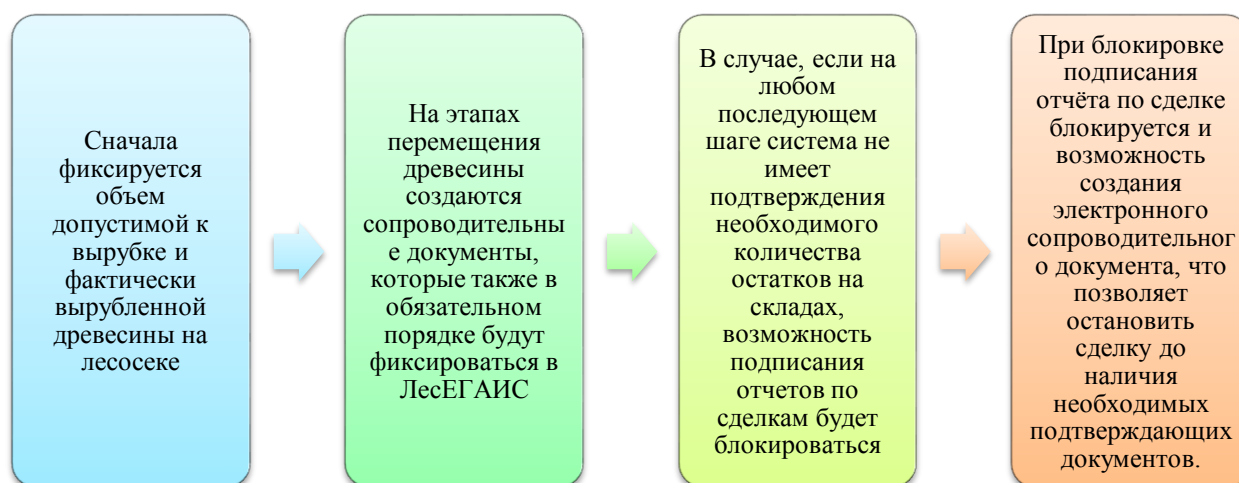 Сначала
фиксируется
объем
допустимой к
вырубке и
фактически
вырубленной
древесины на
лесосеке
На этапах
перемещения
древесины
создаются
сопроводительны
е документы,
которые также в
обязательном
порядке будут
фиксироваться в
ЛесЕГАИС
В случае, если на
любом
последующем
шаге система не
имеет
подтверждения
необходимого
количества
остатков на
складах,
возможность
подписания
отчетов по
сделкам будет
блокироваться
При блокировке
подписания
отчёта по сделке
блокируется и
возможность
создания
электронного
сопроводительног
о документа, что
позволяет
остановить
сделку до
наличия
необходимых
подтверждающих
документов.